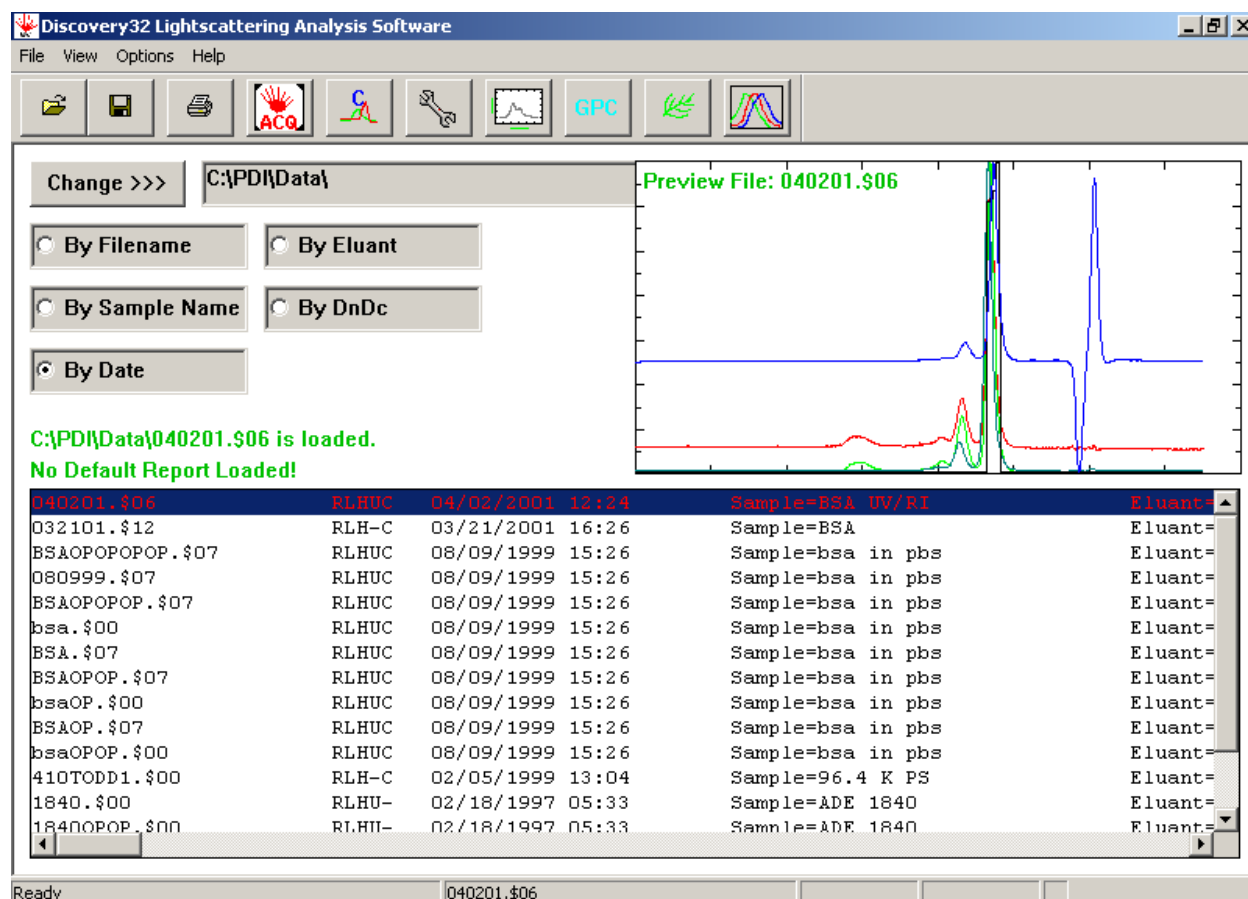 Discovery32 Lightscattering Analysis Software
File View Options Help
ACQ C GPC
Change >>> C:\PDI\Data\
Preview File: 040201.$06
By Filename By Eluant
By Sample Name By DnDc
By Date
C:\PDI\Data\040201.$06 is loaded.
No Default Report Loaded!
040201.$06 RLHUC 04/02/2001 12:24 Sample=BSA UV/RI Eluant=
032101.$12 RLH-C 03/21/2001 16:26 Sample=BSA Eluant=
BSAOPOPOPOP.$07 RLHUC 08/09/1999 15:26 Sample=bsa in pbs Eluant=
080999.$07 RLHUC 08/09/1999 15:26 Sample=bsa in pbs Eluant=
BSAOPOPOP.$07 RLHUC 08/09/1999 15:26 Sample=bsa in pbs Eluant=
bsa.$00 RLHUC 08/09/1999 15:26 Sample=bsa in pbs Eluant=
BSA.$07 RLHUC 08/09/1999 15:26 Sample=bsa in pbs Eluant=
BSAOPOP.$07 RLHUC 08/09/1999 15:26 Sample=bsa in pbs Eluant=
bsaOP.$00 RLHUC 08/09/1999 15:26 Sample=bsa in pbs Eluant=
BSAOP.$07 RLHUC 08/09/1999 15:26 Sample=bsa in pbs Eluant=
bsaOPOP.$00 RLHUC 08/09/1999 15:26 Sample=bsa in pbs Eluant=
410TODD1.$00 RLH-C 02/05/1999 13:04 Sample=96.4 K PS Eluant=
1840.$00 RLHU- 02/18/1997 05:33 Sample=ADE 1840 Eluant=
1840OPOP.$00 RLHU- 02/18/1997 05:33 Sample=ADE 1840 Eluant=
Ready 040201.$06